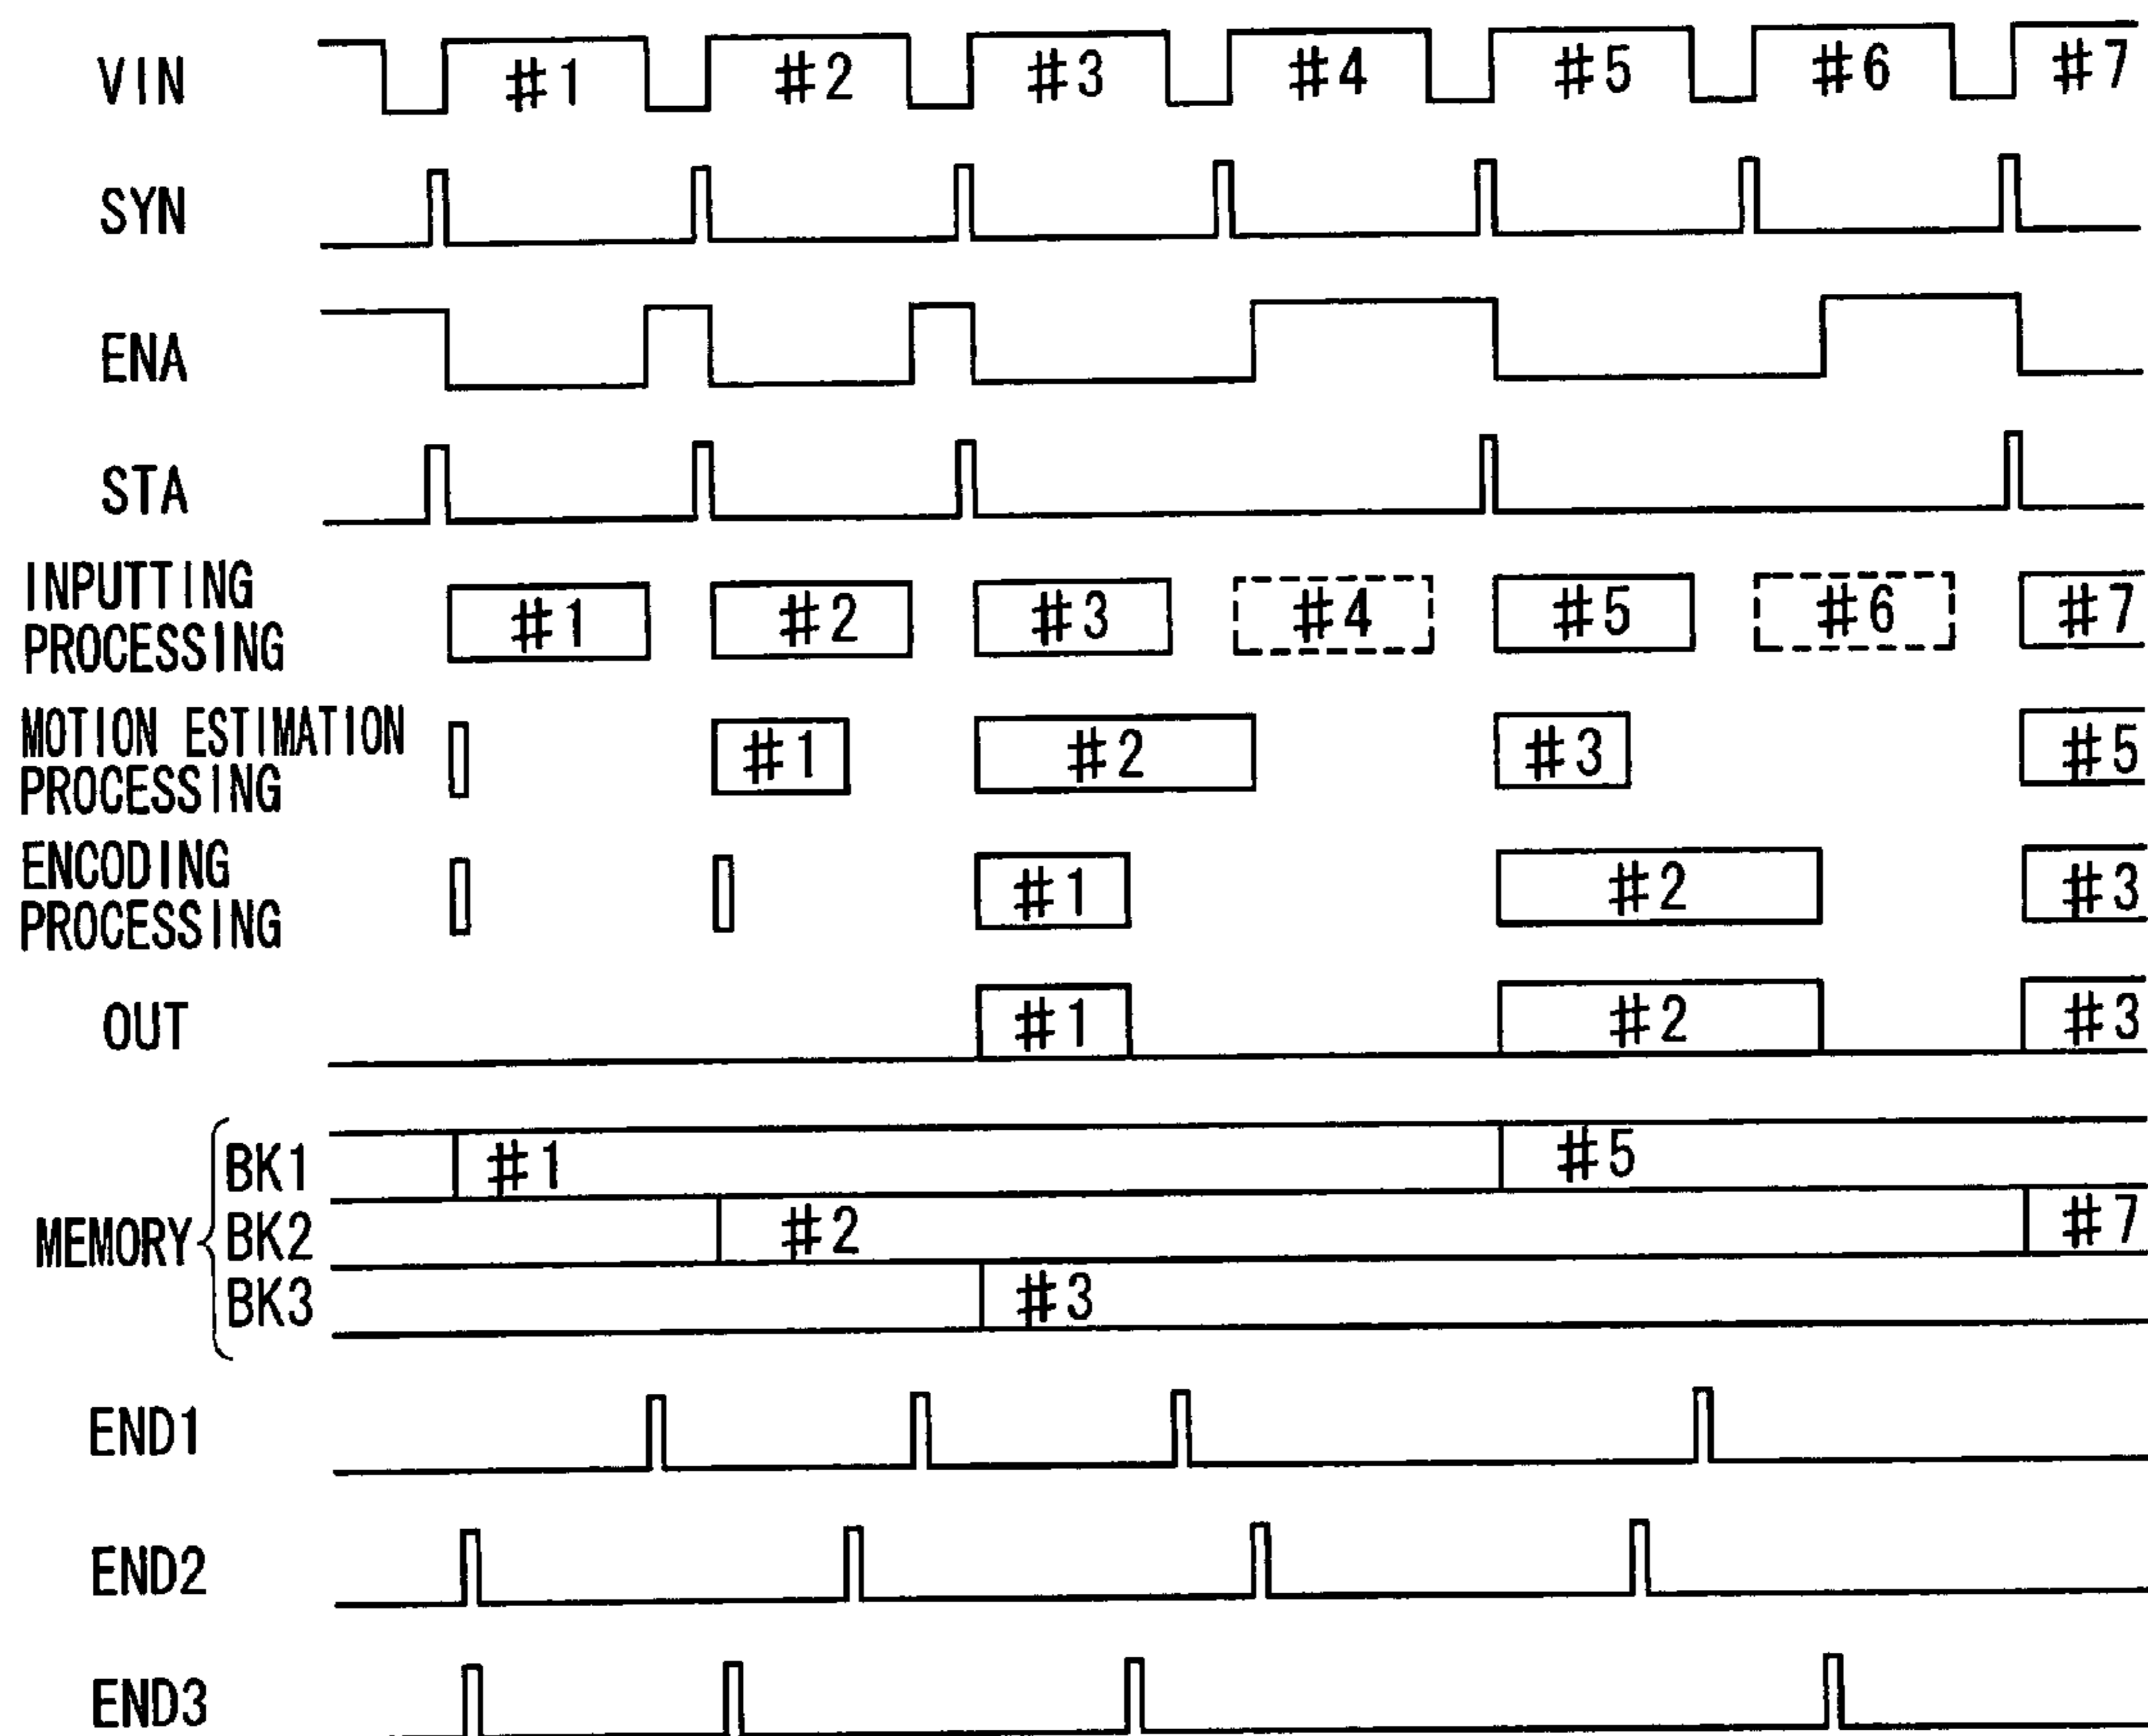 VIN #1 #2 #3 #4 #5 #6 #7
SYN
ENA
STA
INPUTTING
PROCESSING
#1 #2 #3 #4 #5 #6 #7
MOTION ESTIMATION
PROCESSING
#1 #2 #3 #5
ENCODING
PROCESSING
#1 #2 #3
OUT #1 #2 #3
MEMORY
BK1 #1 #5
BK2 #2 #7
BK3 #3
END1
END2
END3